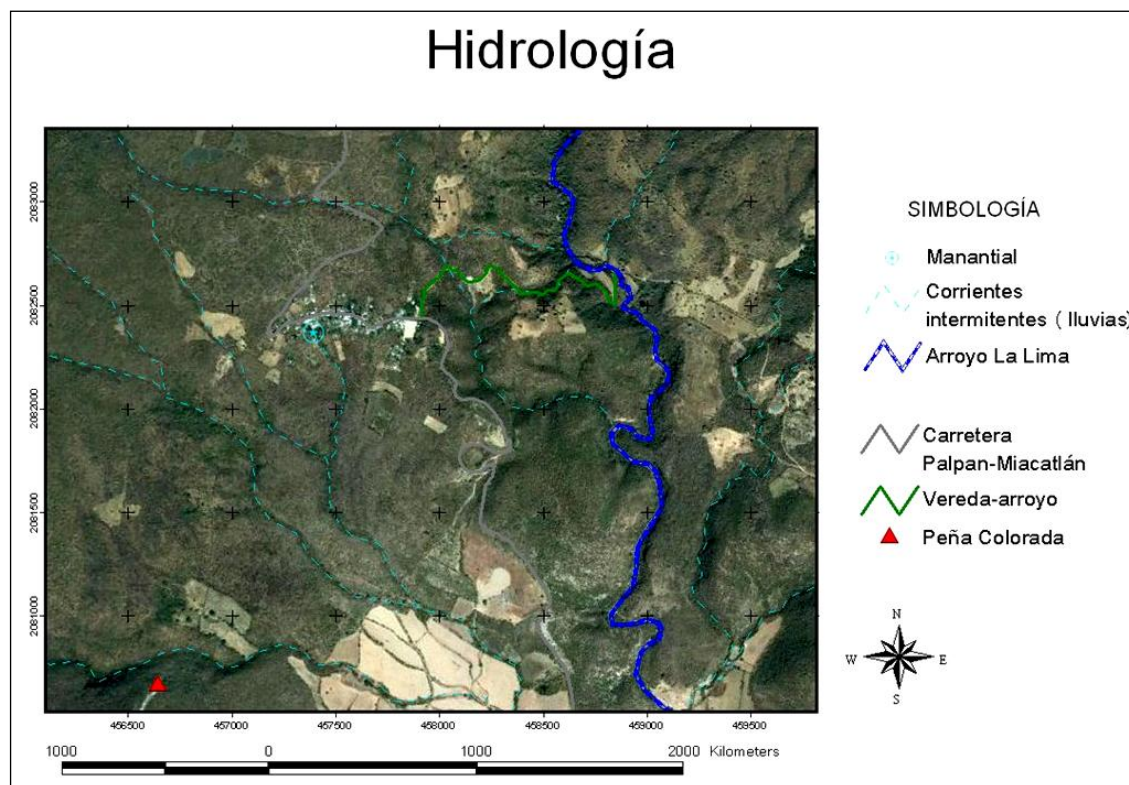 Hidrología
SIMBOLOGÍA
Manantial
Corrientes
intermitentes ( lluvias)
Arroyo La Lima
Carretera
Palpan-Miacatlán
Vereda-arroyo
Peña Colorada
N
W E
S
2083000
2082500
2082000
2081500
2081000
456500 457000 457500 458000 458500 459000 459500
1000 0 1000 2000 Kilometers